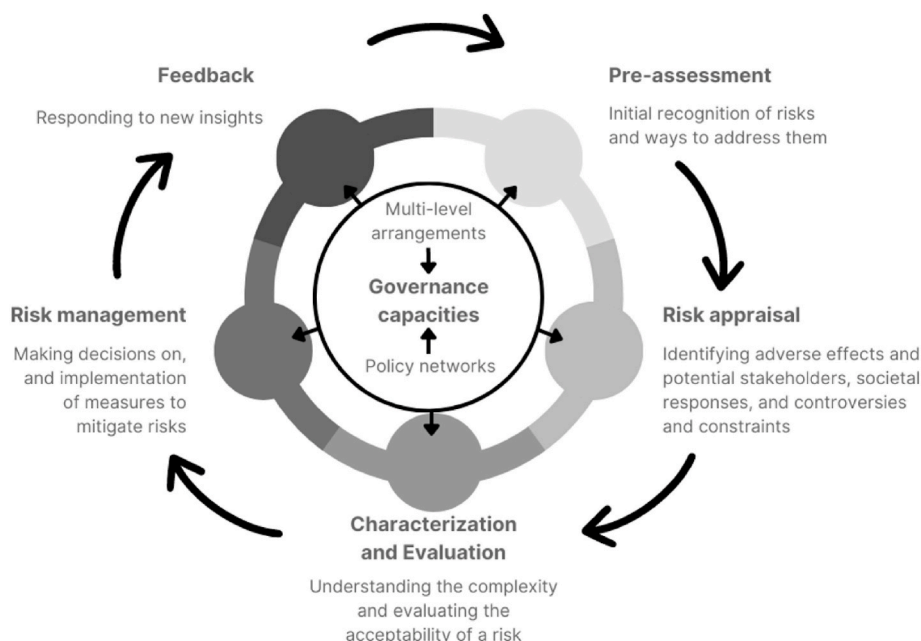 Feedback
Responding to new insights
Pre-assessment
Initial recognition of risks
and ways to address them
Multi-level
arrangements
Governance
capacities
Policy networks
Risk management
Making decisions on,
and implementation
of measures to
mitigate risks
Risk appraisal
Identifying adverse effects and
potential stakeholders, societal
responses, and controversies
and constraints
Characterization
and Evaluation
Understanding the complexity
and evaluating the
acceptability of a risk